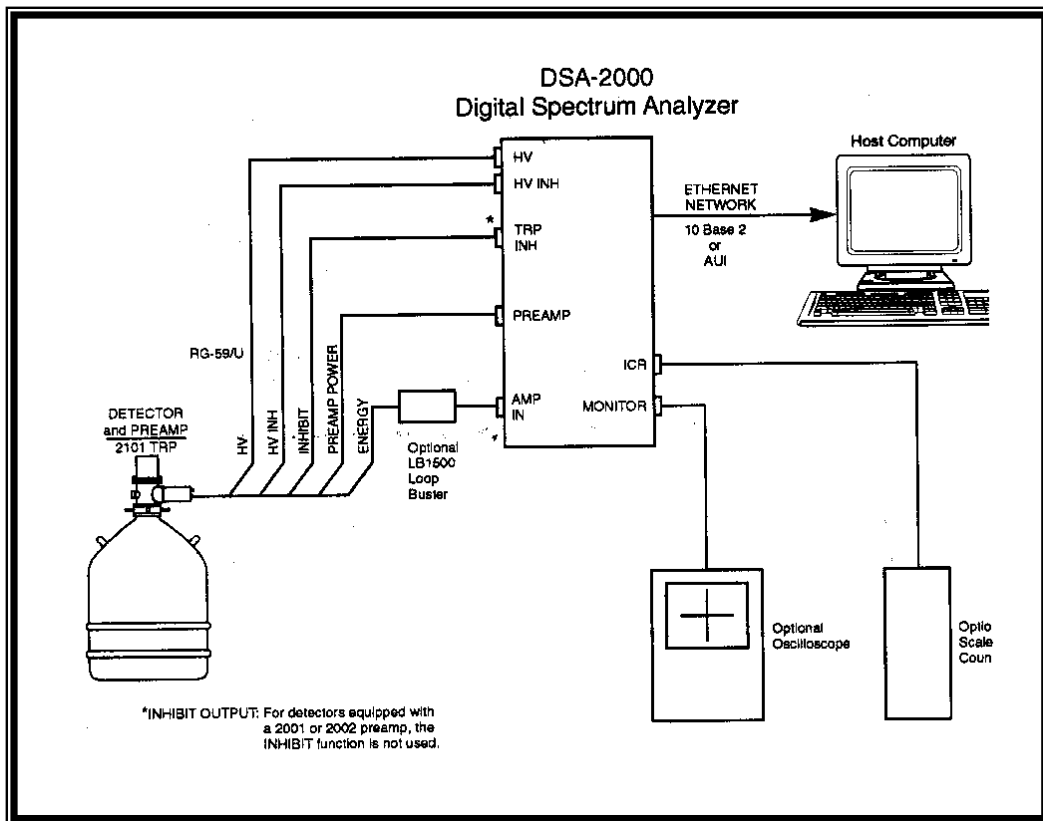 DSA-2000
Digital Spectrum Analyzer
HV
HV INH
*
TRP
INH
PREAMP
AMP
IN
ICR
MONITOR
Host Computer
ETHERNET
NETWORK
10 Base 2
or
AUI
RG-59/U
HV
HV INH
INHIBIT
PREAMP POWER
ENERGY
DETECTOR
and PREAMP
2101 TRP
Optional
LB1500
Loop
Buster
Optional
Oscilloscope
Optio
Scale
Coun
*INHIBIT OUTPUT: For detectors equipped with
a 2001 or 2002 preamp, the
INHIBIT function is not used.